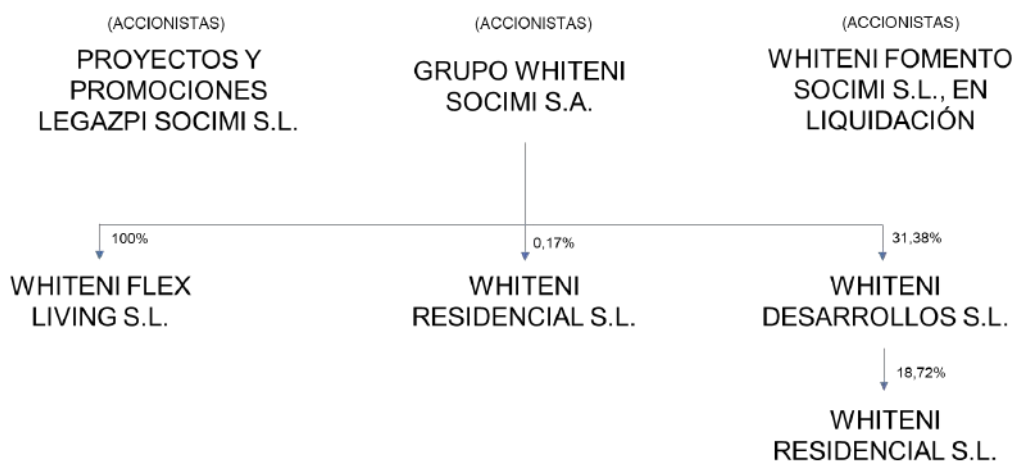 (ACCIONISTAS)
PROYECTOS Y
PROMOCIONES
LEGAZPI SOCIMI S.L.
(ACCIONISTAS)
GRUPO WHITENI
SOCIMI S.A.
(ACCIONISTAS)
WHITENI FOMENTO
SOCIMI S.L., EN
LIQUIDACIÓN
100%
WHITENI FLEX
LIVING S.L.
0,17%
WHITENI
RESIDENCIAL S.L.
31,38%
WHITENI
DESARROLLOS S.L.
18,72%
WHITENI
RESIDENCIAL S.L.